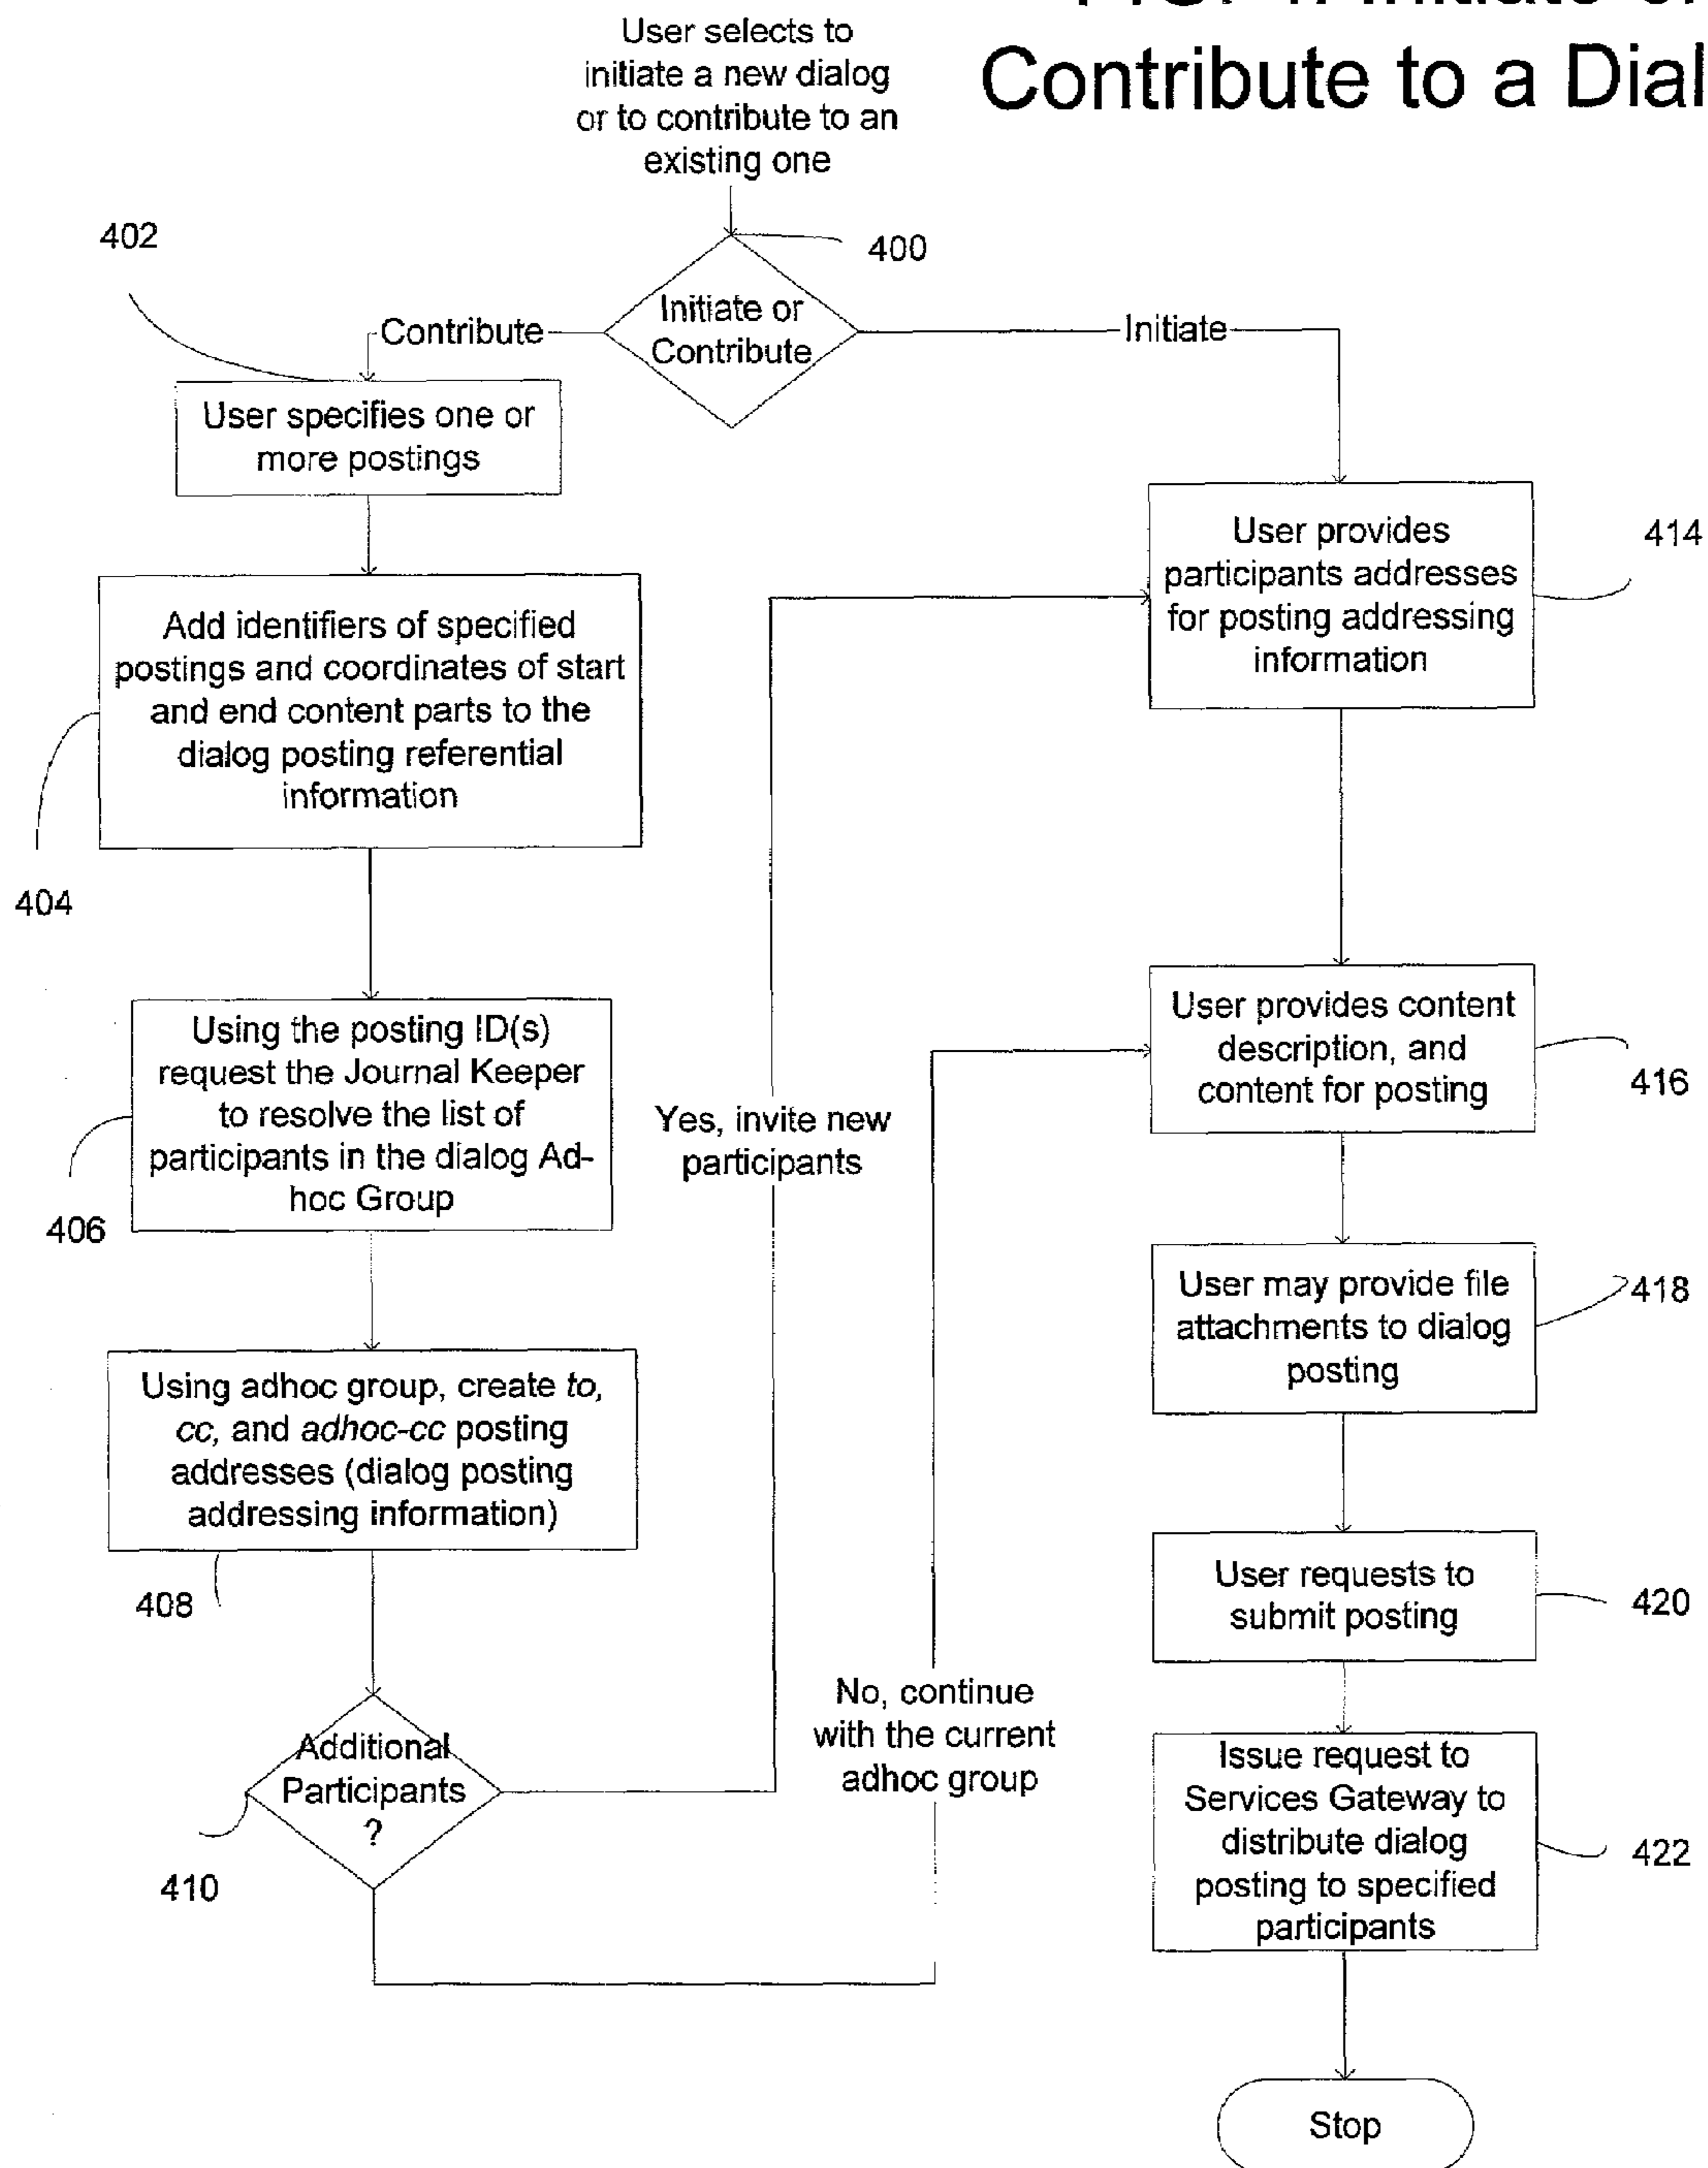 Contribute to a Dial
User selects to
initiate a new dialog
or to contribute to an
existing one
402
400
Initiate or
Contribute
Contribute
Initiate
User specifies one or
more postings
414
User provides
participants addresses
for posting addressing
information
Add identifiers of specified
postings and coordinates of start
and end content parts to the
dialog posting referential
information
404
User provides content
description, and
content for posting
416
Using the posting ID(s)
request the Journal Keeper
to resolve the list of
participants in the dialog Ad-
hoc Group
406
Yes, invite new
participants
User may provide file
attachments to dialog
posting
418
Using adhoc group, create to,
cc, and adhoc-cc posting
addresses (dialog posting
addressing information)
408
User requests to
submit posting
420
No, continue
with the current
adhoc group
Additional
Participants
?
410
Issue request to
Services Gateway to
distribute dialog
posting to specified
participants
422
Stop